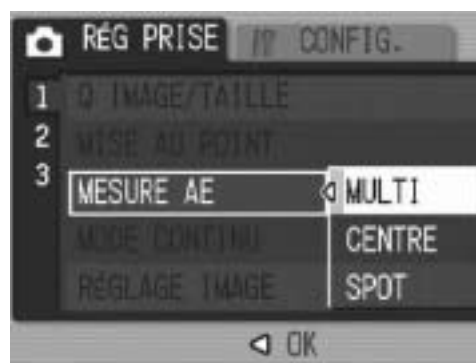 RÉG PRISE CONFIG.
1 Q IMAGE/TAILLE
2 MISE AU POINT
3 MESURE AE MULTI
MODE CONTINU CENTRE
RÉGLAGE IMAGE SPOT
OK